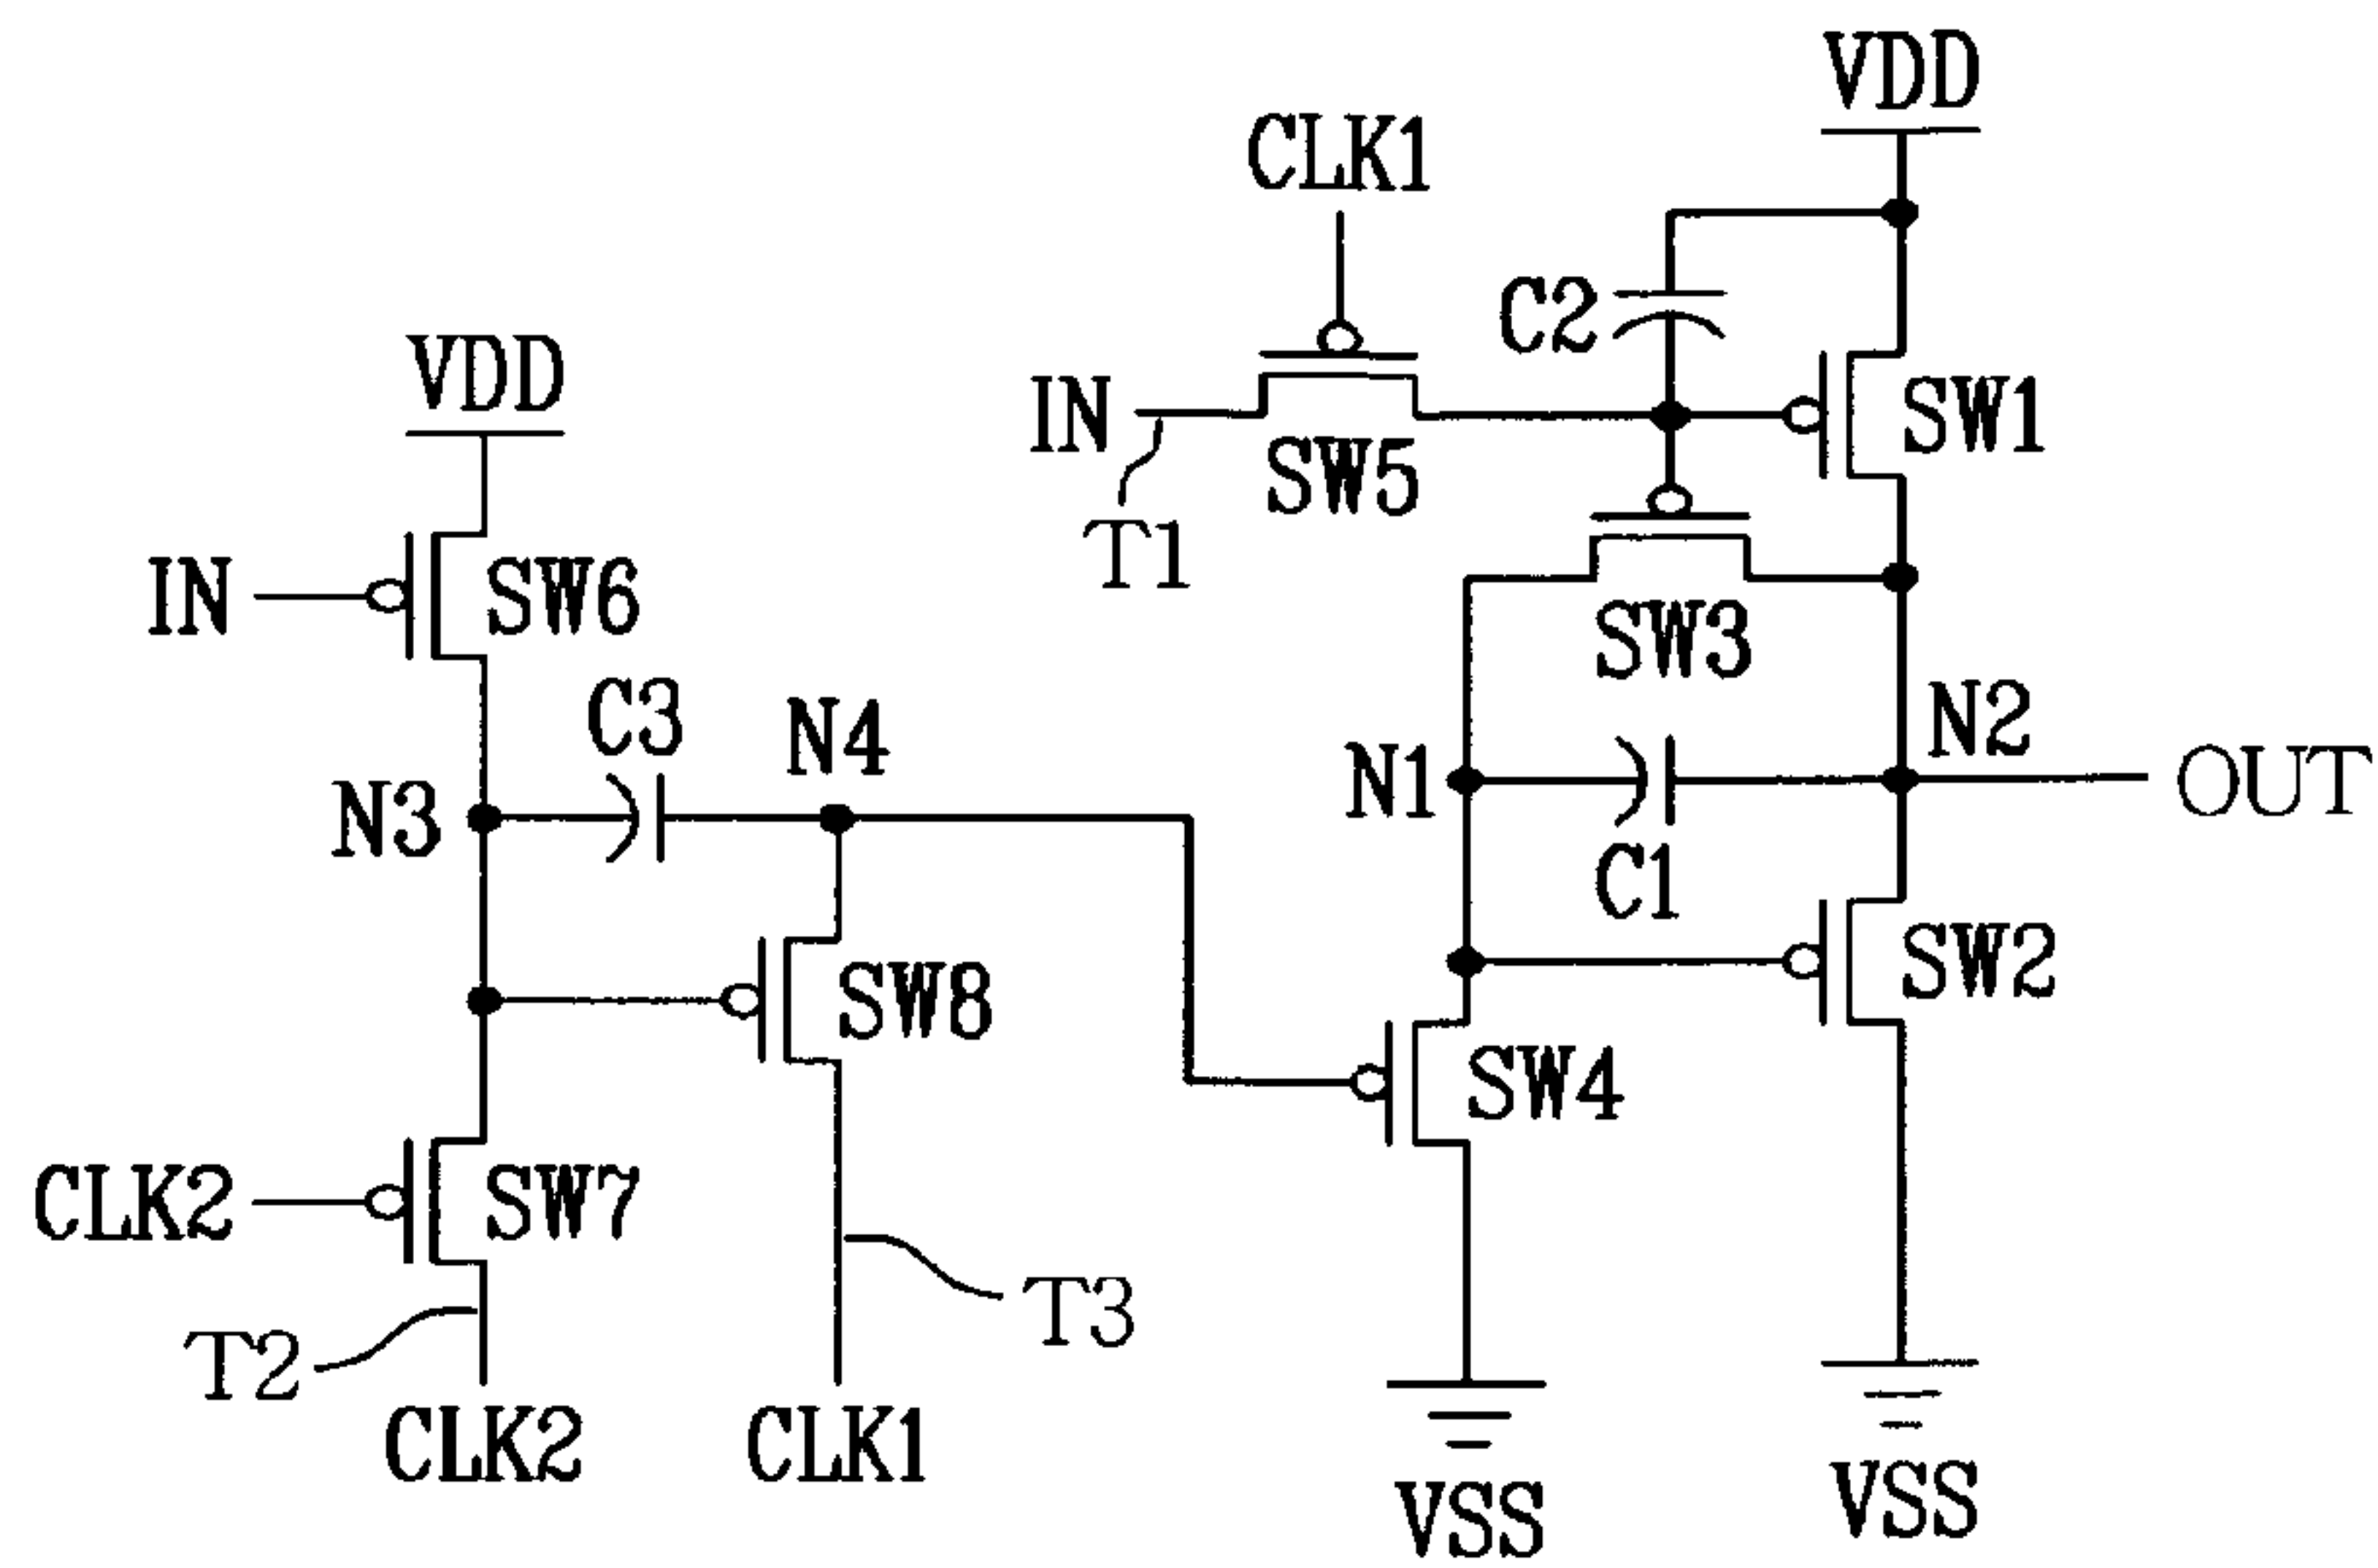 VDD
CLK1
C2
VDD
IN
SW1
SW5
T1
IN
SW6
SW3
C3
N4
N2
N3
N1
OUT
C1
SW8
SW2
SW4
CLK2
SW7
T3
T2
CLK2
CLK1
VSS
VSS